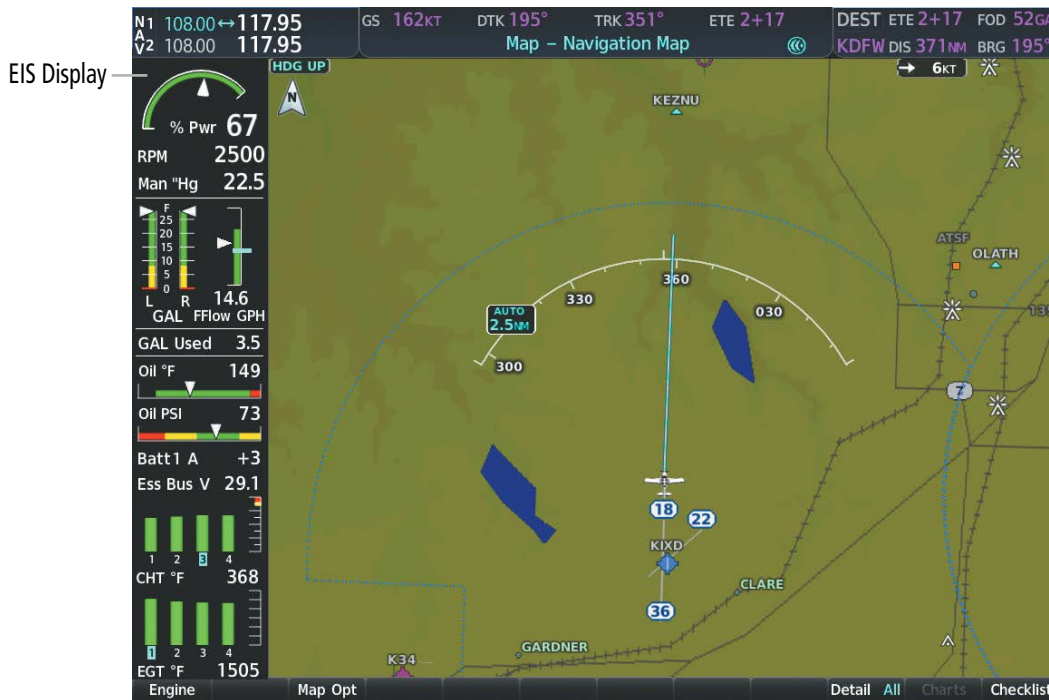 EIS Display
N1 108.00↔117.95
A
V2 108.00 117.95
GS 162KT DTK 195° TRK 351° ETE 2+17
Map – Navigation Map
DEST ETE 2+17 FOD 52GA
KDFW DIS 371NM BRG 195°
HDG UP
N
→ 6KT
% Pwr 67
RPM 2500
Man "Hg 22.5
F
25
20
15
10
5
0
L R
GAL
14.6
FFlow GPH
GAL Used 3.5
Oil °F 149
Oil PSI 73
Batt1 A +3
Ess Bus V 29.1
1 2 3 4
CHT °F 368
1 2 3 4
EGT °F 1505
KEZNU
ATSF
OLATH
13
7
AUTO
2.5NM
300
330
360
030
18
22
KIXD
36
CLARE
GARDNER
K34
Engine Map Opt Detail All Charts Checklist